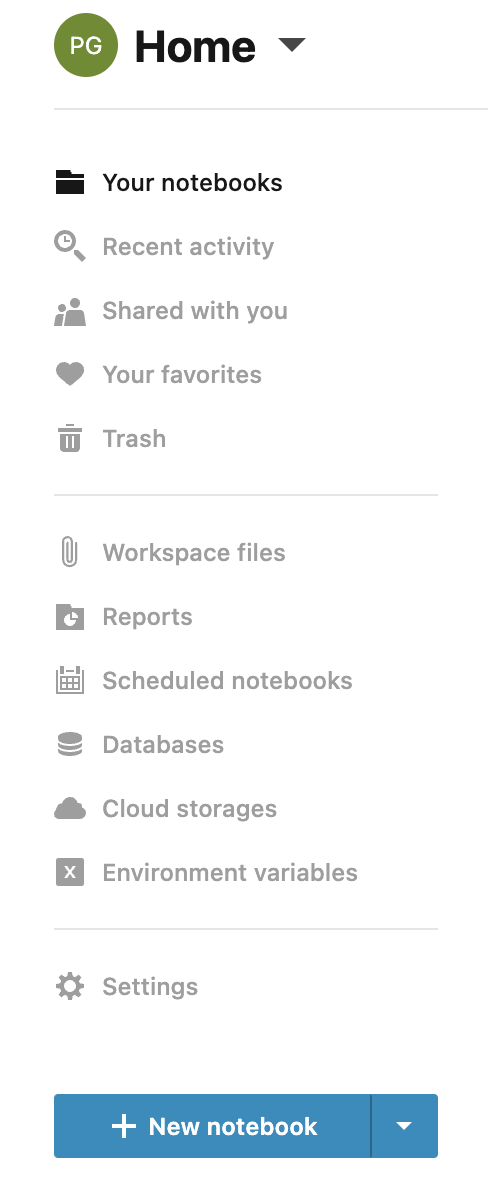 PG Home
Your notebooks
Recent activity
Shared with you
Your favorites
Trash
Workspace files
Reports
Scheduled notebooks
Databases
Cloud storages
X Environment variables
Settings
New notebook